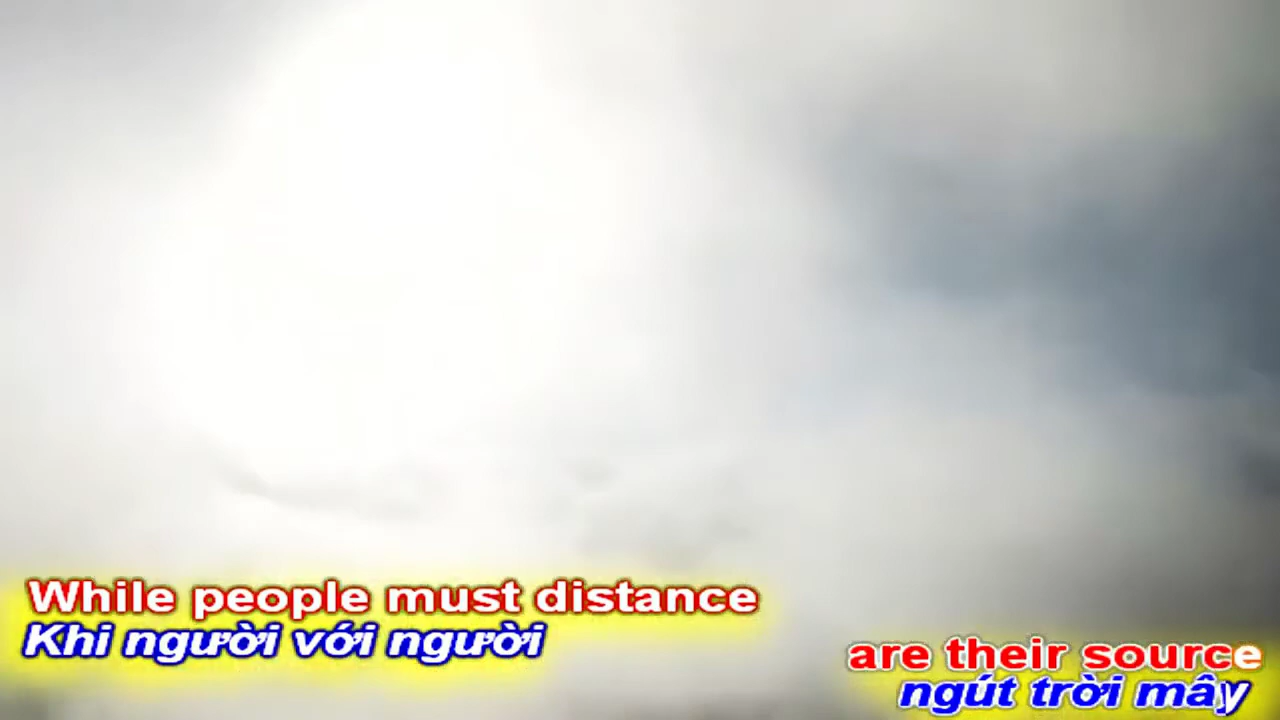 While people must distance
Khi người với người
are their source
ngút trời mây